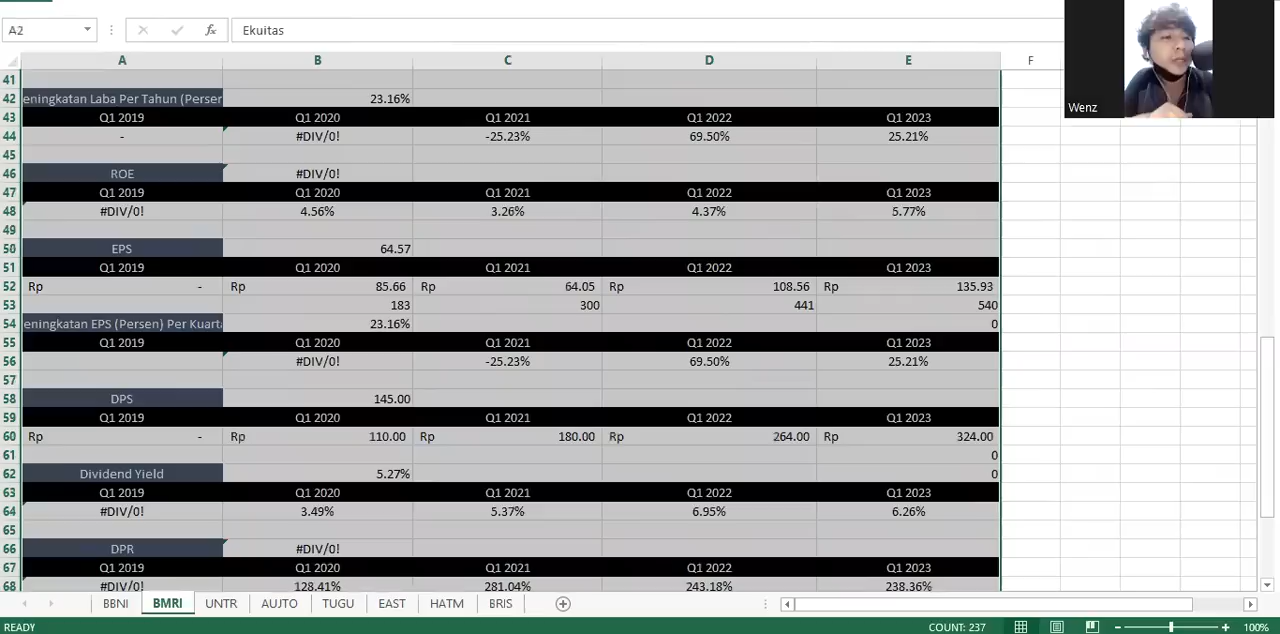 A2 Ekuitas
Wenz
A B C D E F
41
42 eningkatan Laba Per Tahun (Perser 23.16%
43 Q1 2019 Q1 2020 Q1 2021 Q1 2022 Q1 2023
44 - #DIV/0! -25.23% 69.50% 25.21%
45
46 ROE #DIV/0!
47 Q1 2019 Q1 2020 Q1 2021 Q1 2022 Q1 2023
48 #DIV/0! 4.56% 3.26% 4.37% 5.77%
49
50 EPS 64.57
51 Q1 2019 Q1 2020 Q1 2021 Q1 2022 Q1 2023
52 Rp - Rp 85.66 Rp 64.05 Rp 108.56 Rp 135.93
53 183 300 441 540
54 eningkatan EPS (Persen) Per Kuarta 23.16% 0
55 Q1 2019 Q1 2020 Q1 2021 Q1 2022 Q1 2023
56 #DIV/0! -25.23% 69.50% 25.21%
57
58 DPS 145.00
59 Q1 2019 Q1 2020 Q1 2021 Q1 2022 Q1 2023
60 Rp - Rp 110.00 Rp 180.00 Rp 264.00 Rp 324.00
61 0
62 Dividend Yield 5.27% 0
63 Q1 2019 Q1 2020 Q1 2021 Q1 2022 Q1 2023
64 #DIV/0! 3.49% 5.37% 6.95% 6.26%
65
66 DPR #DIV/0!
67 Q1 2019 Q1 2020 Q1 2021 Q1 2022 Q1 2023
68 #DIV/0! 128.41% 281.04% 243.18% 238.36%
BBNI BMRI UNTR AUTO TUGU EAST HATM BRIS
READY COUNT: 237 100%